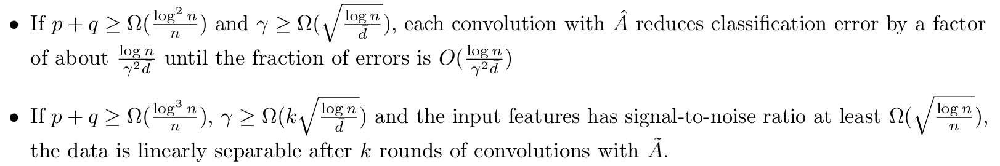 • If $p + q \geq \Omega(\frac{\log^2 n}{n})$ and $\gamma \geq \Omega(\sqrt{\frac{\log n}{\bar{d}}})$, each convolution with $\hat{A}$ reduces classification error by a factor
of about $\frac{\log n}{\gamma^2 \bar{d}}$ until the fraction of errors is $O(\frac{\log n}{\gamma^2 \bar{d}})$
• If $p + q \geq \Omega(\frac{\log^3 n}{n})$, $\gamma \geq \Omega(k\sqrt{\frac{\log n}{\bar{d}}})$ and the input features has signal-to-noise ratio at least $\Omega(\sqrt{\frac{\log n}{n}})$,
the data is linearly separable after $k$ rounds of convolutions with $\tilde{A}$.